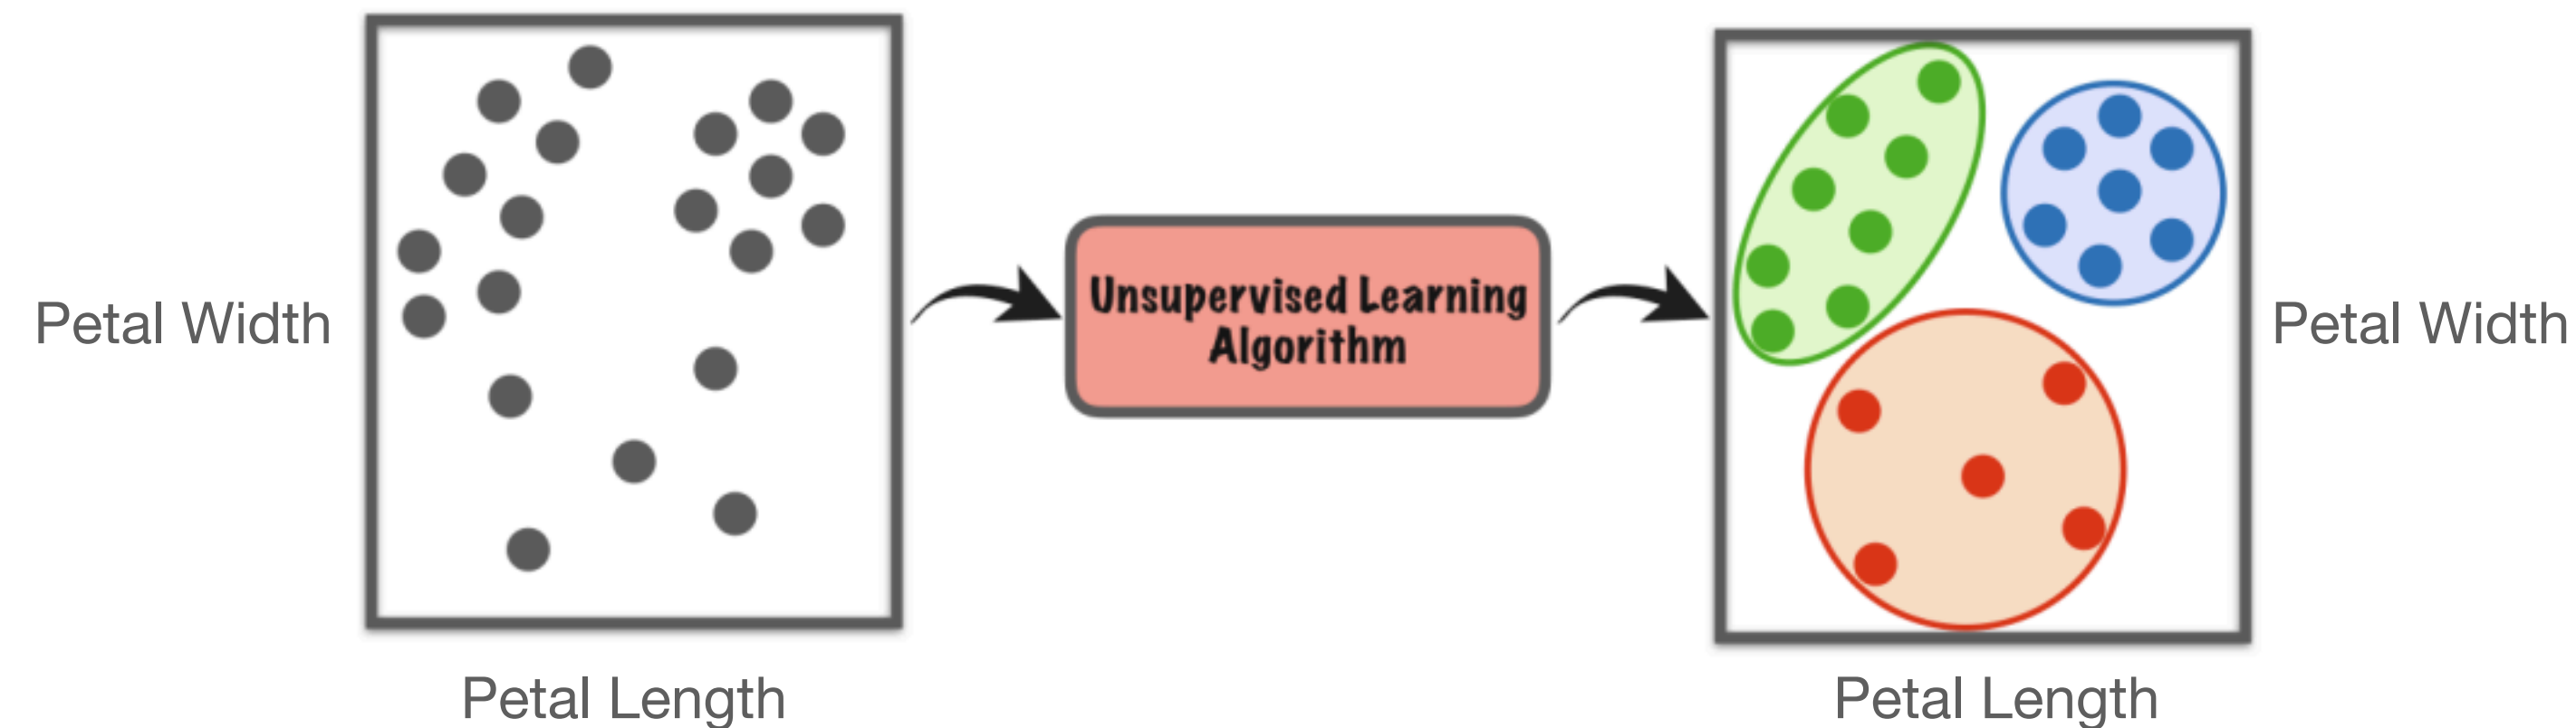 Petal Width
Petal Length
Unsupervised Learning
Algorithm
Petal Width
Petal Length